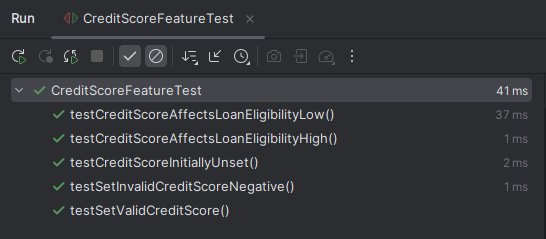 Run CreditScoreFeatureTest
CreditScoreFeatureTest 41 ms
testCreditScoreAffectsLoanEligibilityLow() 37 ms
testCreditScoreAffectsLoanEligibilityHigh() 1 ms
testCreditScoreInitiallyUnset() 2 ms
testSetInvalidCreditScoreNegative() 1 ms
testSetValidCreditScore()